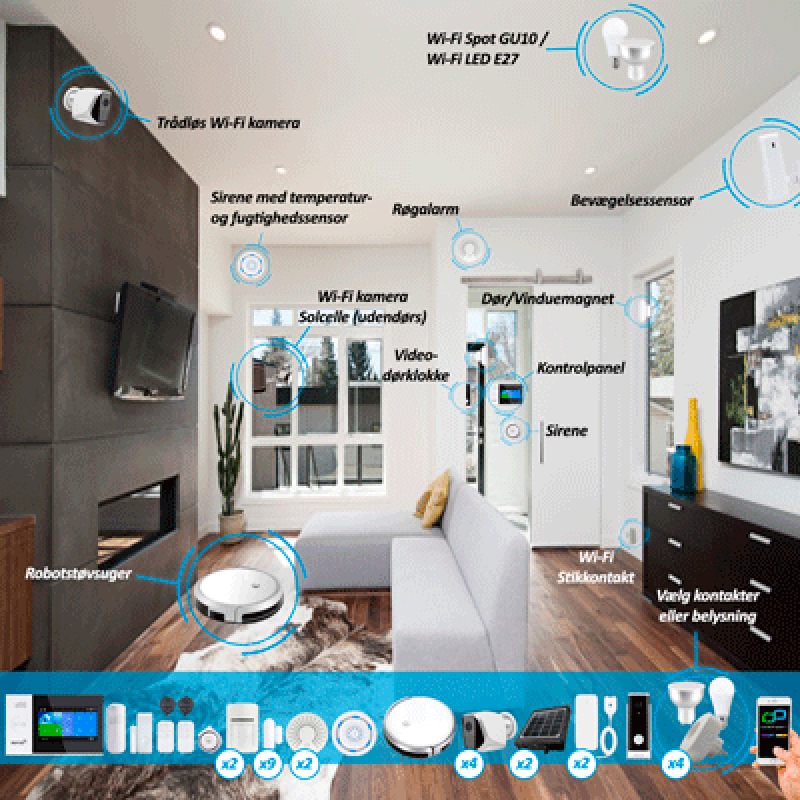 Wi-Fi Spot GU10 /
Wi-Fi LED E27
Trådløs Wi-Fi kamera
Sirene med temperatur-
og fugtighedssensor
Røgalarm
Bevægelsessensor
Wi-Fi kamera
Solcelle (udendørs)
Dør/Vinduemagnet
Video-
dørklokke
Kontrolpanel
Sirene
Robotstøvsuger
Wi-Fi
Stikkontakt
Vælg kontakter
eller belysning
x2
x9
x2
x4
x2
x2
x4